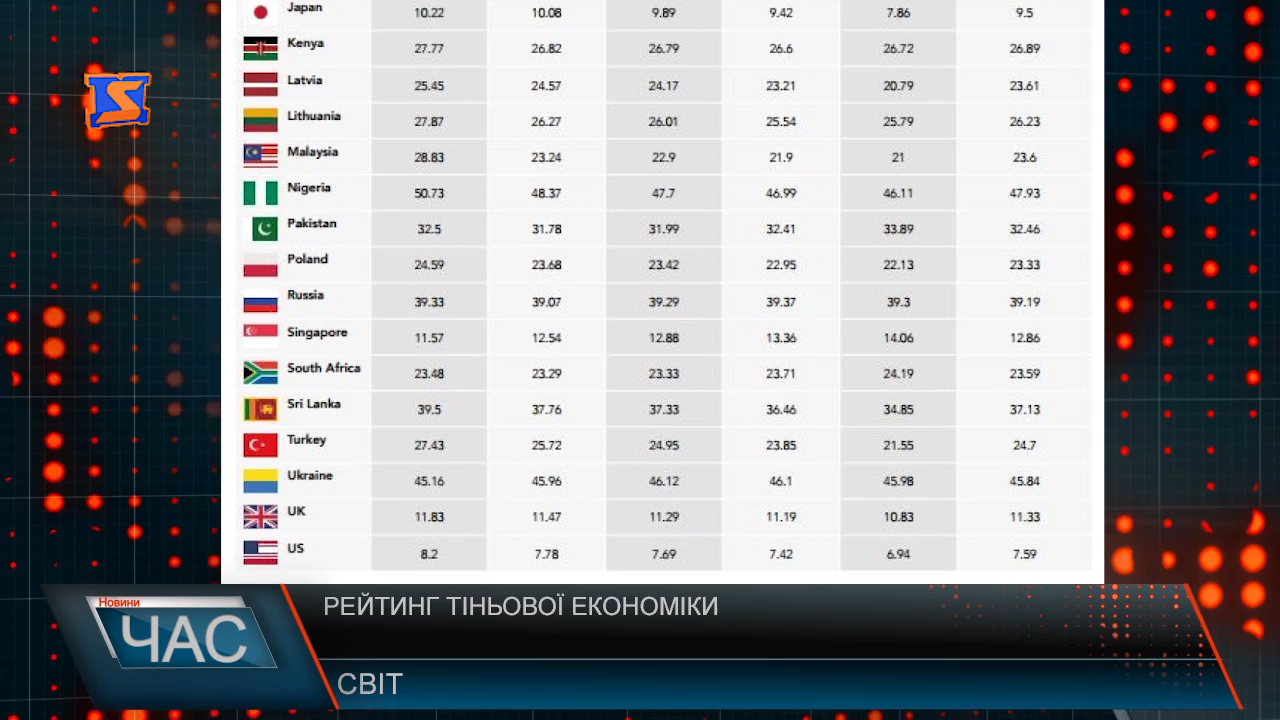 Japan 10.22 10.08 9.89 9.42 7.86 9.5
Kenya 27.77 26.82 26.79 26.6 26.72 26.89
Latvia 25.45 24.57 24.17 23.21 20.79 23.61
Lithuania 27.87 26.27 26.01 25.54 25.79 26.23
Malaysia 28.83 23.24 22.9 21.9 21 23.6
Nigeria 50.73 48.37 47.7 46.99 46.11 47.93
Pakistan 32.5 31.78 31.99 32.41 33.89 32.46
Poland 24.59 23.68 23.42 22.95 22.13 23.33
Russia 39.33 39.07 39.29 39.37 39.3 39.19
Singapore 11.57 12.54 12.88 13.36 14.06 12.86
South Africa 23.48 23.29 23.33 23.71 24.19 23.59
Sri Lanka 39.5 37.76 37.33 36.46 34.85 37.13
Turkey 27.43 25.72 24.95 23.85 21.55 24.7
Ukraine 45.16 45.96 46.12 46.1 45.98 45.84
UK 11.83 11.47 11.29 11.19 10.83 11.33
US 8.2 7.78 7.69 7.42 6.94 7.59
Новини
ЧАС
РЕЙТИНГ ТІНЬОВОЇ ЕКОНОМІКИ
СВІТ